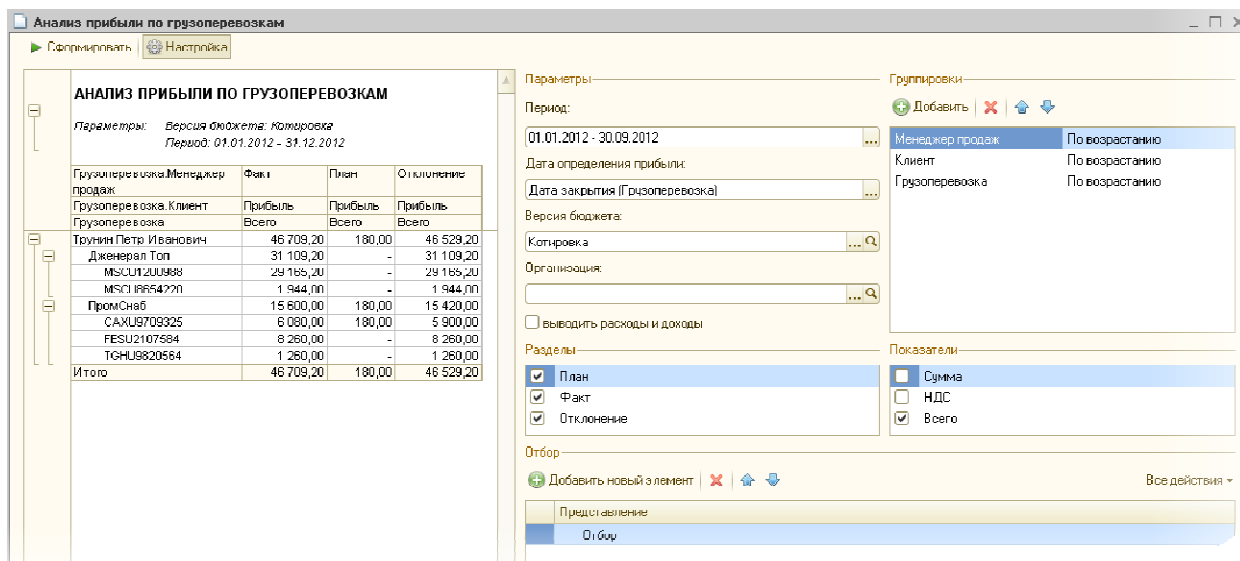 Анализ прибыли по грузоперевозкам
Сформировать Настройка
АНАЛИЗ ПРИБЫЛИ ПО ГРУЗОПЕРЕВОЗКАМ
Параметры: Версия бюджета: Котировка
Период: 01.01.2012 - 31.12.2012
Грузоперевозка.Менеджер продаж Факт План Отклонение
Грузоперевозка.Клиент Прибыль Прибыль Прибыль
Грузоперевозка Всего Всего Всего
Трунин Петр Иванович 46 709,20 180,00 46 529,20
Дженерал Топ 31 109,20 - 31 109,20
MSCU1200988 29 165,20 - 29 165,20
MSCU8654220 1 944,00 - 1 944,00
ПромСнаб 15 600,00 180,00 15 420,00
CAXU9709325 6 080,00 180,00 5 900,00
FESU2107584 8 260,00 - 8 260,00
TGHU9820564 1 260,00 - 1 260,00
Итого 46 709,20 180,00 46 529,20
Параметры
Период:
01.01.2012 - 30.09.2012 ...
Дата определения прибыли:
Дата закрытия (Грузоперевозка) ...
Версия бюджета:
Котировка ...
Организация:
...
выводить расходы и доходы
Группировки
Добавить
Менеджер продаж По возрастанию
Клиент По возрастанию
Грузоперевозка По возрастанию
Разделы
План
Факт
Отклонение
Показатели
Сумма
НДС
Всего
Отбор
Добавить новый элемент Все действия
Представление
Отбор